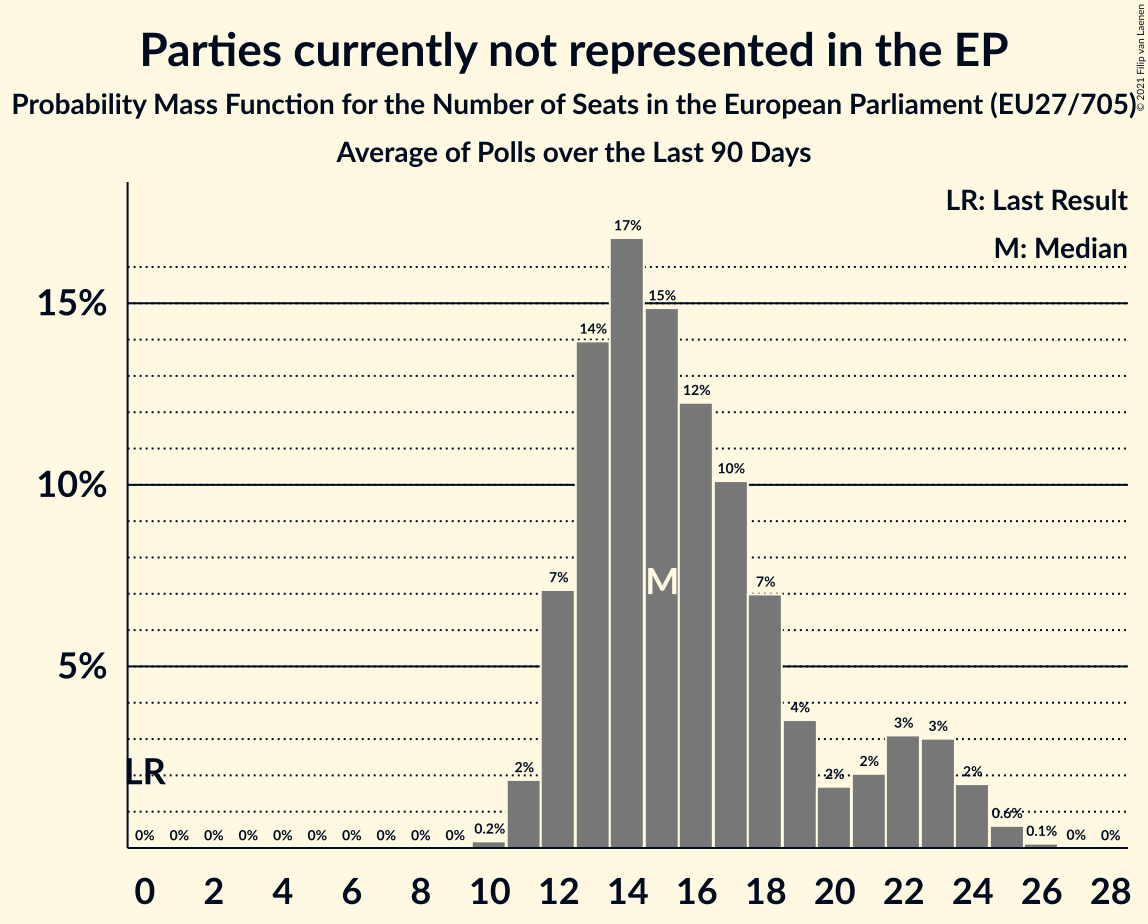 Parties currently not represented in the EP
Probability Mass Function for the Number of Seats in the European Parliament (EU27/705)
Average of Polls over the Last 90 Days
© 2021 Filip van Laenen
LR: Last Result
M: Median
17%
15%
15%
14%
12%
10%
10%
7%
7%
M
5%
4%
3%
3%
LR
2%
2%
2%
2%
0.6%
0% 0% 0% 0% 0% 0% 0% 0% 0% 0% 0.2% 0.1% 0% 0%
0 2 4 6 8 10 12 14 16 18 20 22 24 26 28